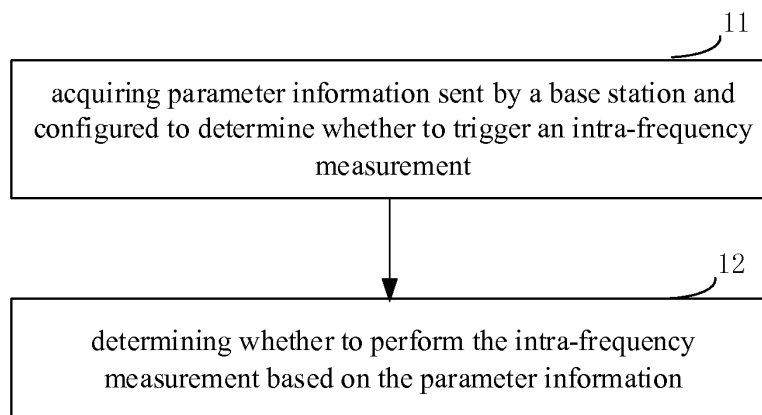 11
acquiring parameter information sent by a base station and
configured to determine whether to trigger an intra-frequency
measurement
12
determining whether to perform the intra-frequency
measurement based on the parameter information